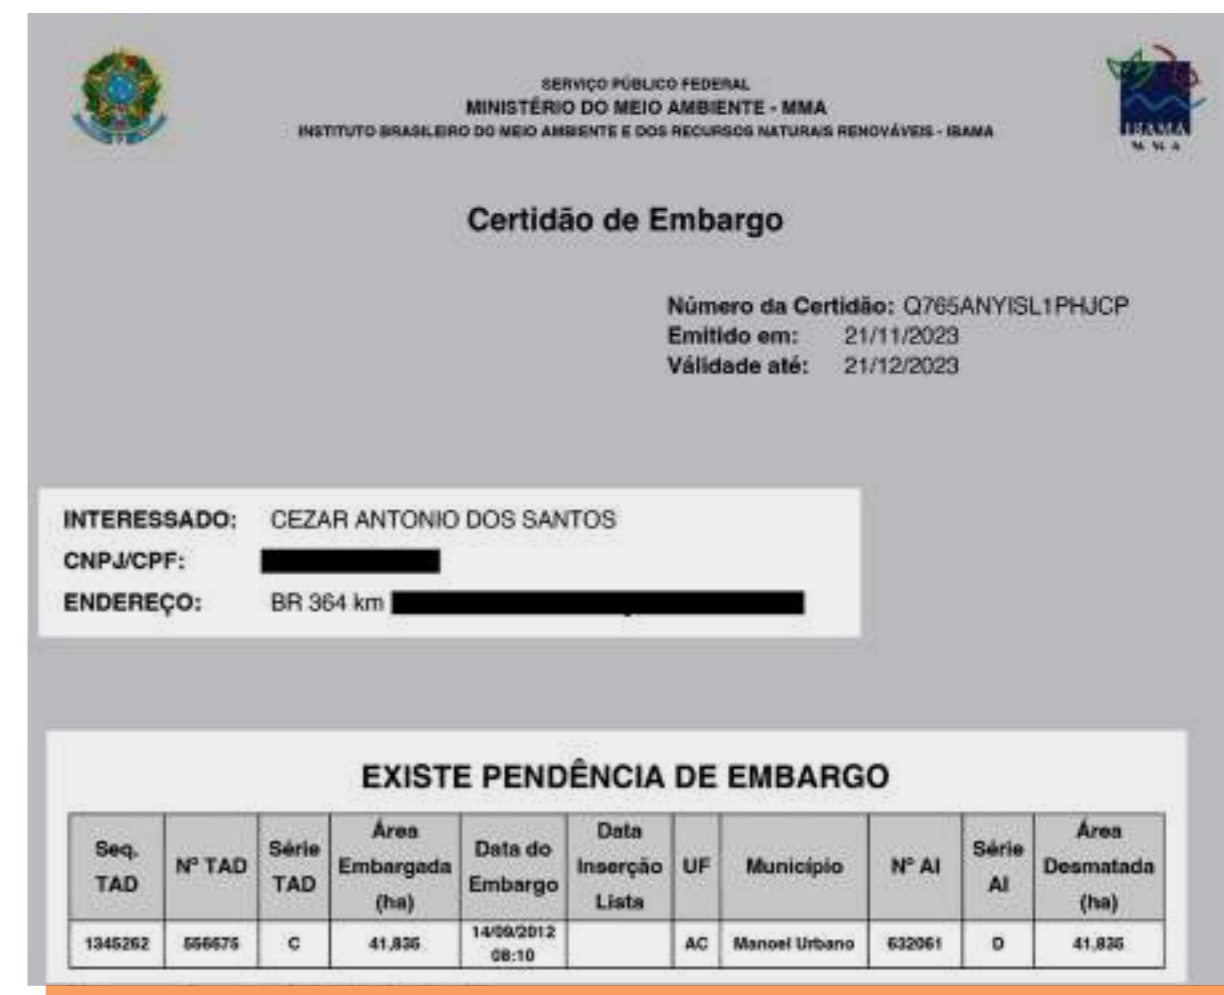 SERVIÇO PÚBLICO FEDERAL
MINISTÉRIO DO MEIO AMBIENTE - MMA
INSTITUTO BRASILEIRO DO MEIO AMBIENTE E DOS RECURSOS NATURAIS RENOVÁVEIS - IBAMA
IBAMA
M M A
Certidão de Embargo
Número da Certidão: Q765ANYISL1PHJCP
Emitido em: 21/11/2023
Válidade até: 21/12/2023
INTERESSADO: CEZAR ANTONIO DOS SANTOS
CNPJ/CPF:
ENDEREÇO: BR 364 km
EXISTE PENDÊNCIA DE EMBARGO
Seq. TAD Nº TAD Série TAD Área Embargada (ha) Data do Embargo Data Inserção Lista UF Município Nº AI Série AI Área Desmatada (ha)
1345262 556675 C 41,836 14/09/2012 08:10 AC Manoel Urbano 632061 D 41,836